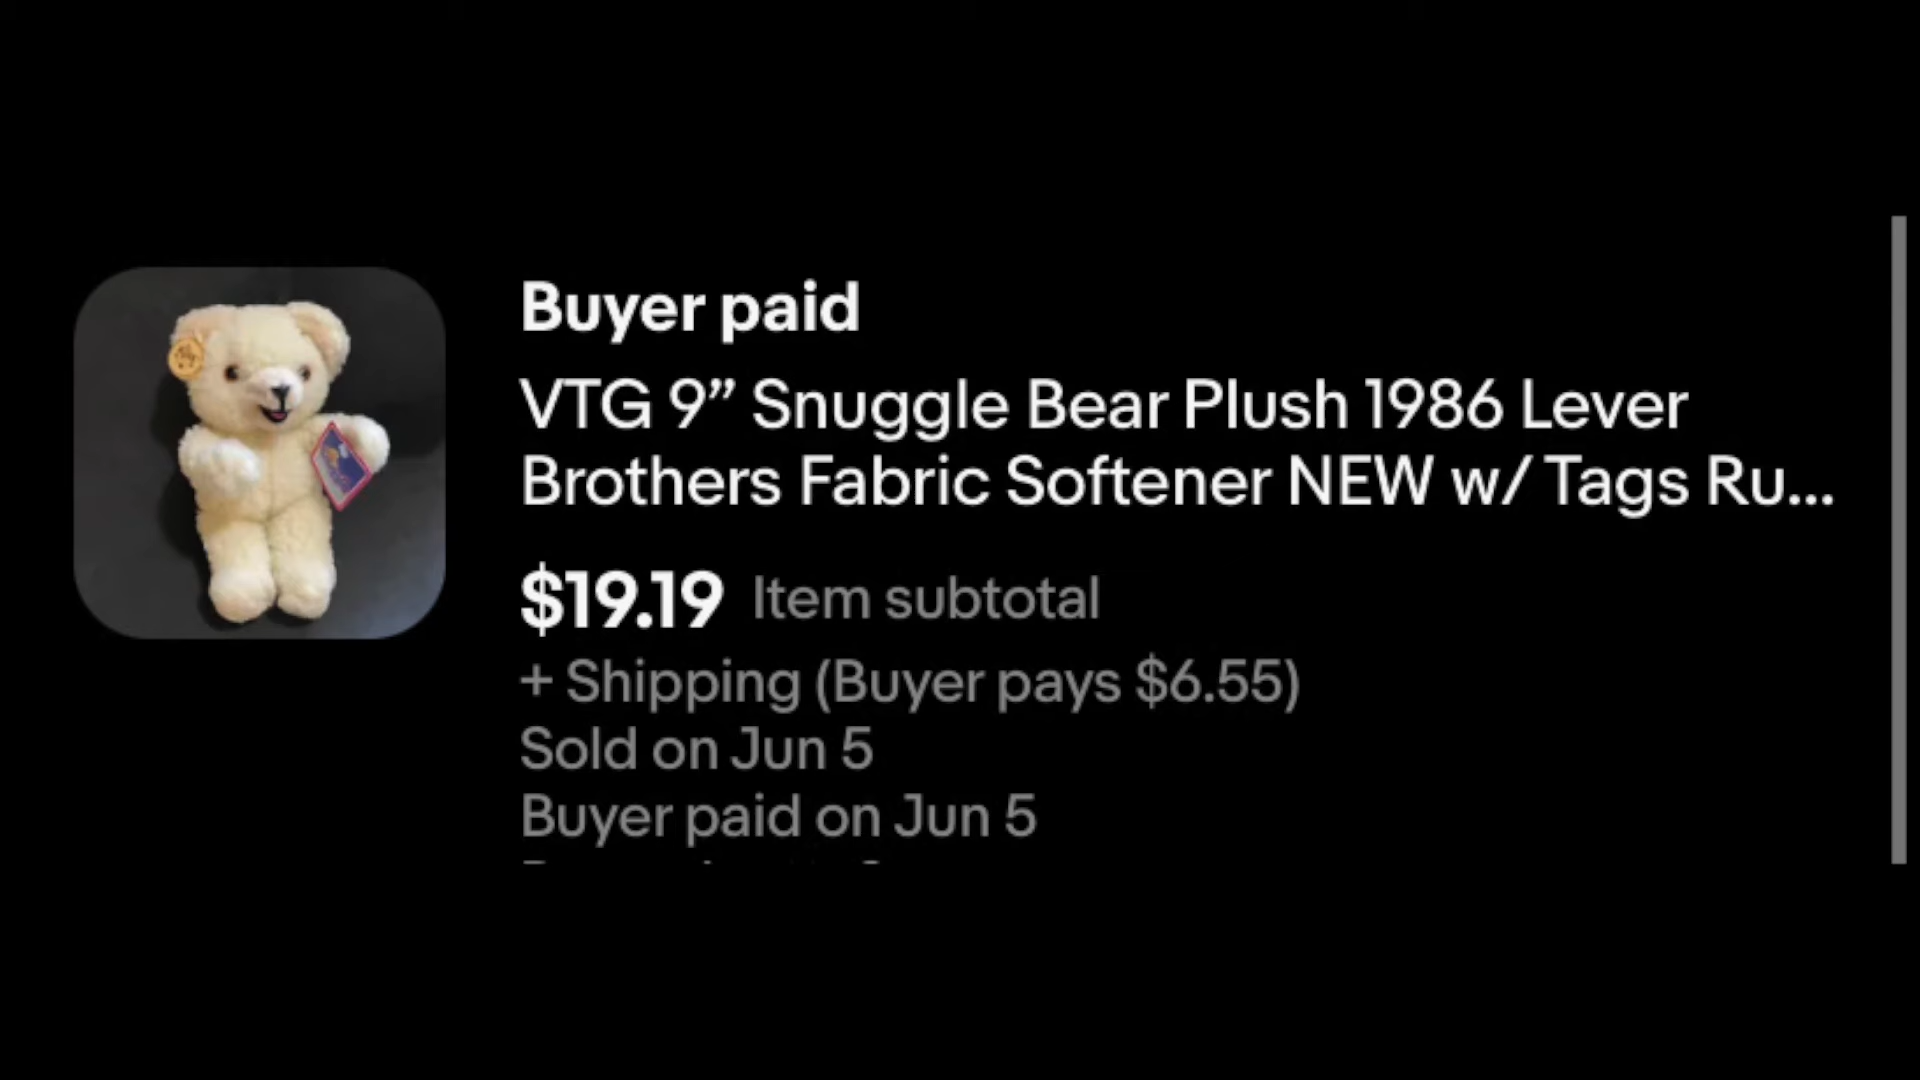 Buyer paid
VTG 9” Snuggle Bear Plush 1986 Lever
Brothers Fabric Softener NEW w/ Tags Ru...
$19.19 Item subtotal
+ Shipping (Buyer pays $6.55)
Sold on Jun 5
Buyer paid on Jun 5